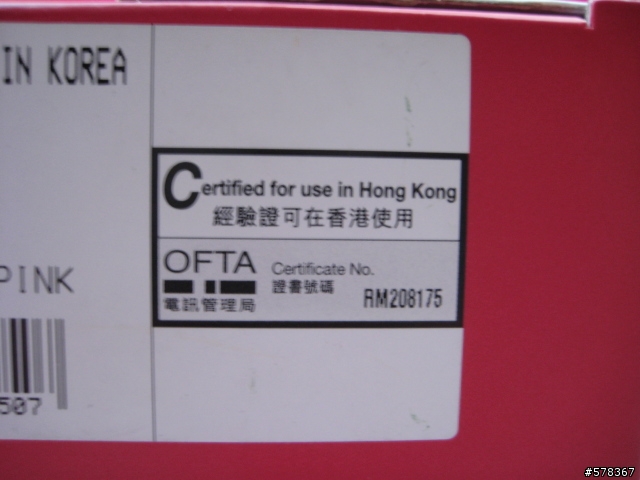 IN KOREA
Certified for use in Hong Kong
經驗證可在香港使用
OFTA
電訊管理局
Certificate No.
證書號碼
RM208175
PINK
507
#578367